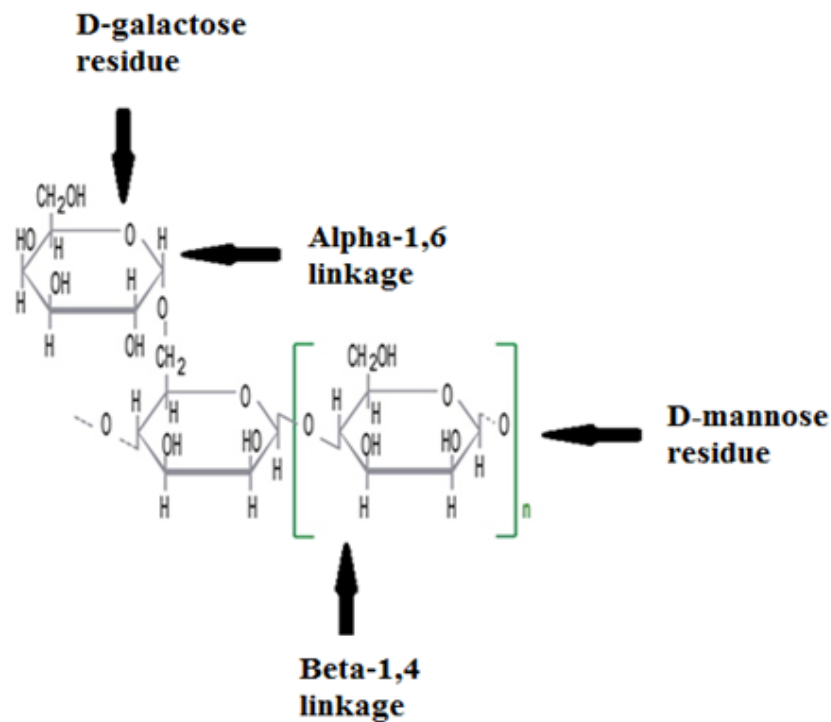 D-galactose
residue
CH₂OH
O
H
HO
H
OH
H
H
H
OH
O
CH₂
Alpha-1,6
linkage
O
H
H
OH
H
O
HO
H
H
O
CH₂OH
H
H
OH
H
O
HO
H
H
O
n
D-mannose
residue
Beta-1,4
linkage